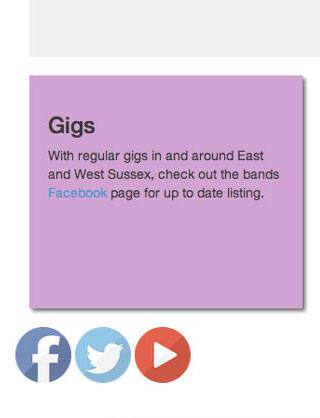 Gigs
With regular gigs in and around East
and West Sussex, check out the bands
Facebook page for up to date listing.